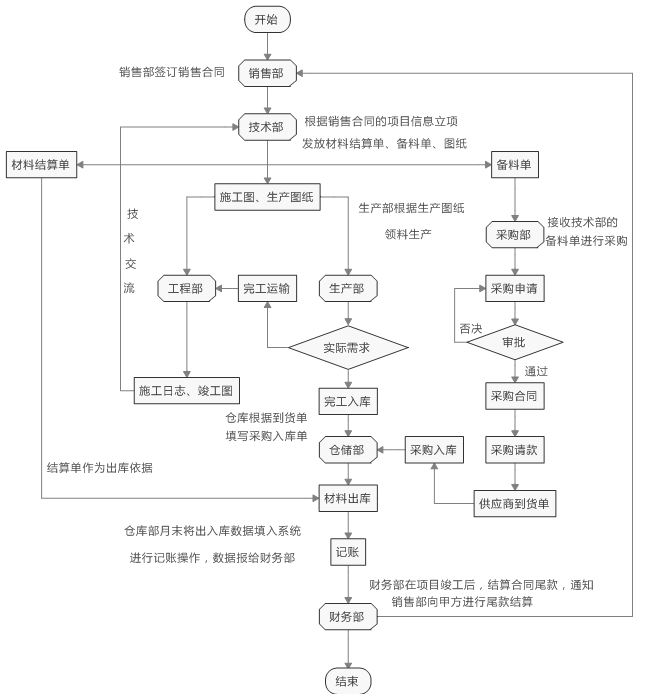 开始
销售部签订销售合同
销售部
技术部
根据销售合同的项目信息立项
发放材料结算单、备料单、图纸
材料结算单
备料单
施工图、生产图纸
生产部根据生产图纸
领料生产
技
术
交
流
采购部
接收技术部的
备料单进行采购
工程部
完工运输
生产部
采购申请
否决
审批
实际需求
通过
施工日志、竣工图
完工入库
采购合同
仓库根据到货单
填写采购入库单
仓储部
采购入库
采购请款
结算单作为出库依据
材料出库
供应商到货单
仓库部月末将出入库数据填入系统
进行记账操作，数据报给财务部
记账
财务部在项目竣工后，结算合同尾款，通知
销售部向甲方进行尾款结算
财务部
结束